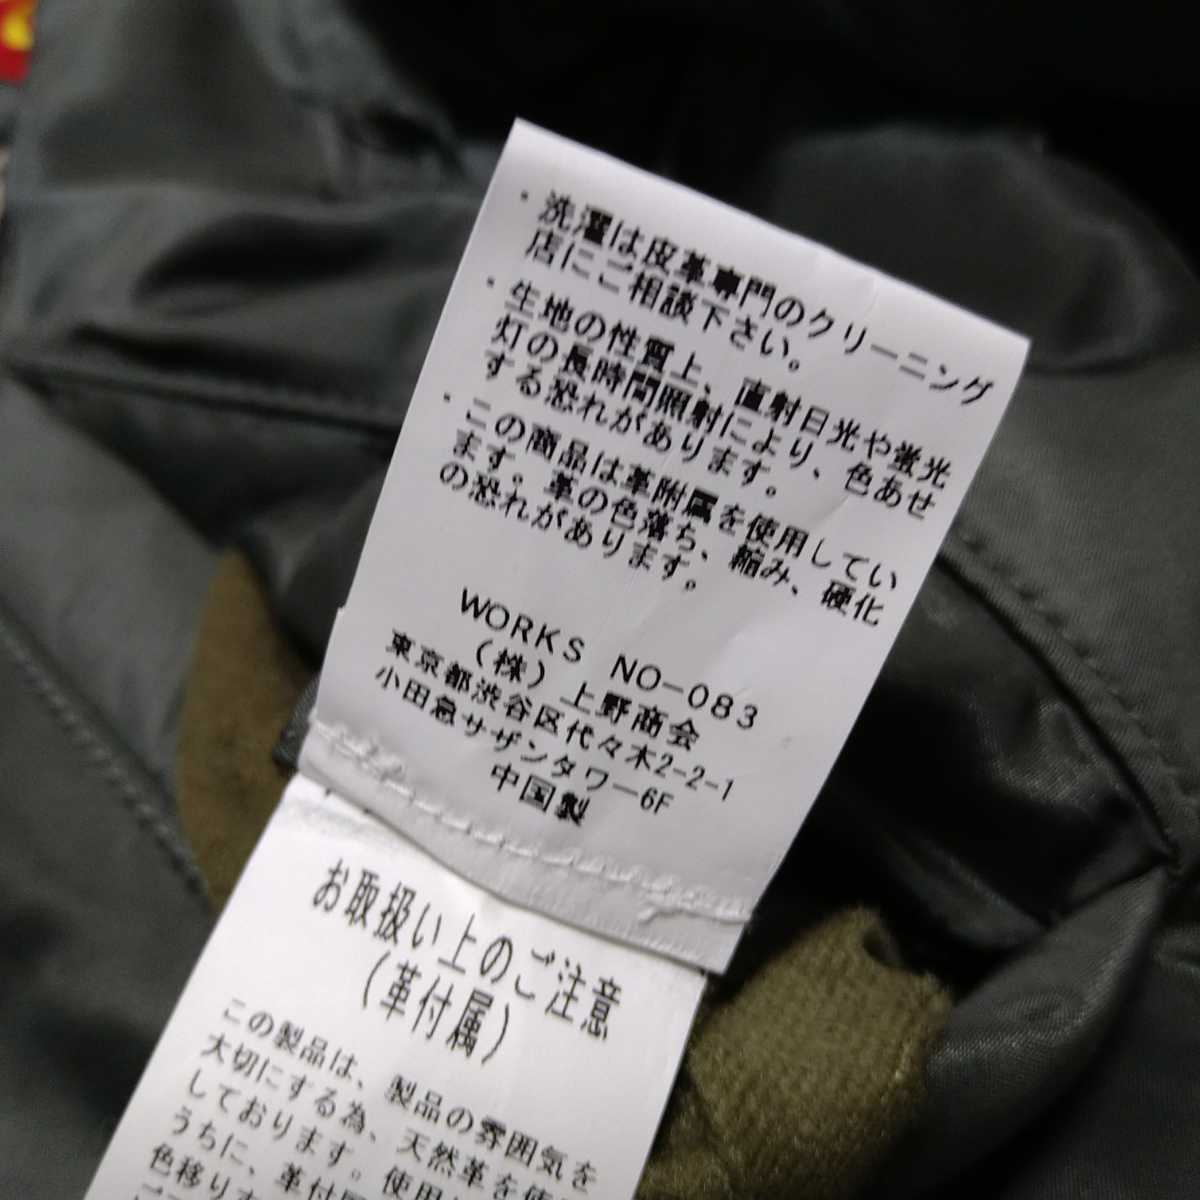 ・洗濯は皮革専門のクリーニング
店にご相談下さい。
・生地の性質上、直射日光や蛍光
灯の長時間照射により、色あせ
する恐れがあります。
・この商品は革附属を使用してい
ます。革の色落ち、縮み、硬化
の恐れがあります。
WORKS NO-083
(株)上野商会
東京都渋谷区代々木2-2-1
小田急サザンタワー6F
中国製
お取扱い上のご注意
(革付属)
この製品は、製品の雰囲気を
大切にする為、天然革を使
しております。使用
うちに、革付属
色移り